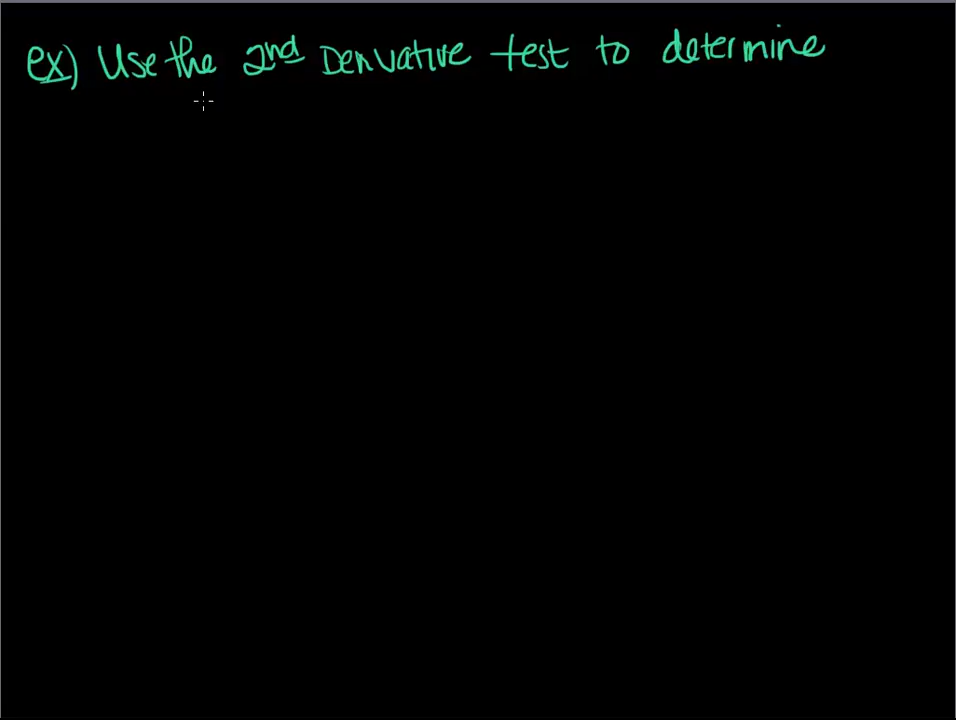 ex) Use the 2nd Derivative test to determine